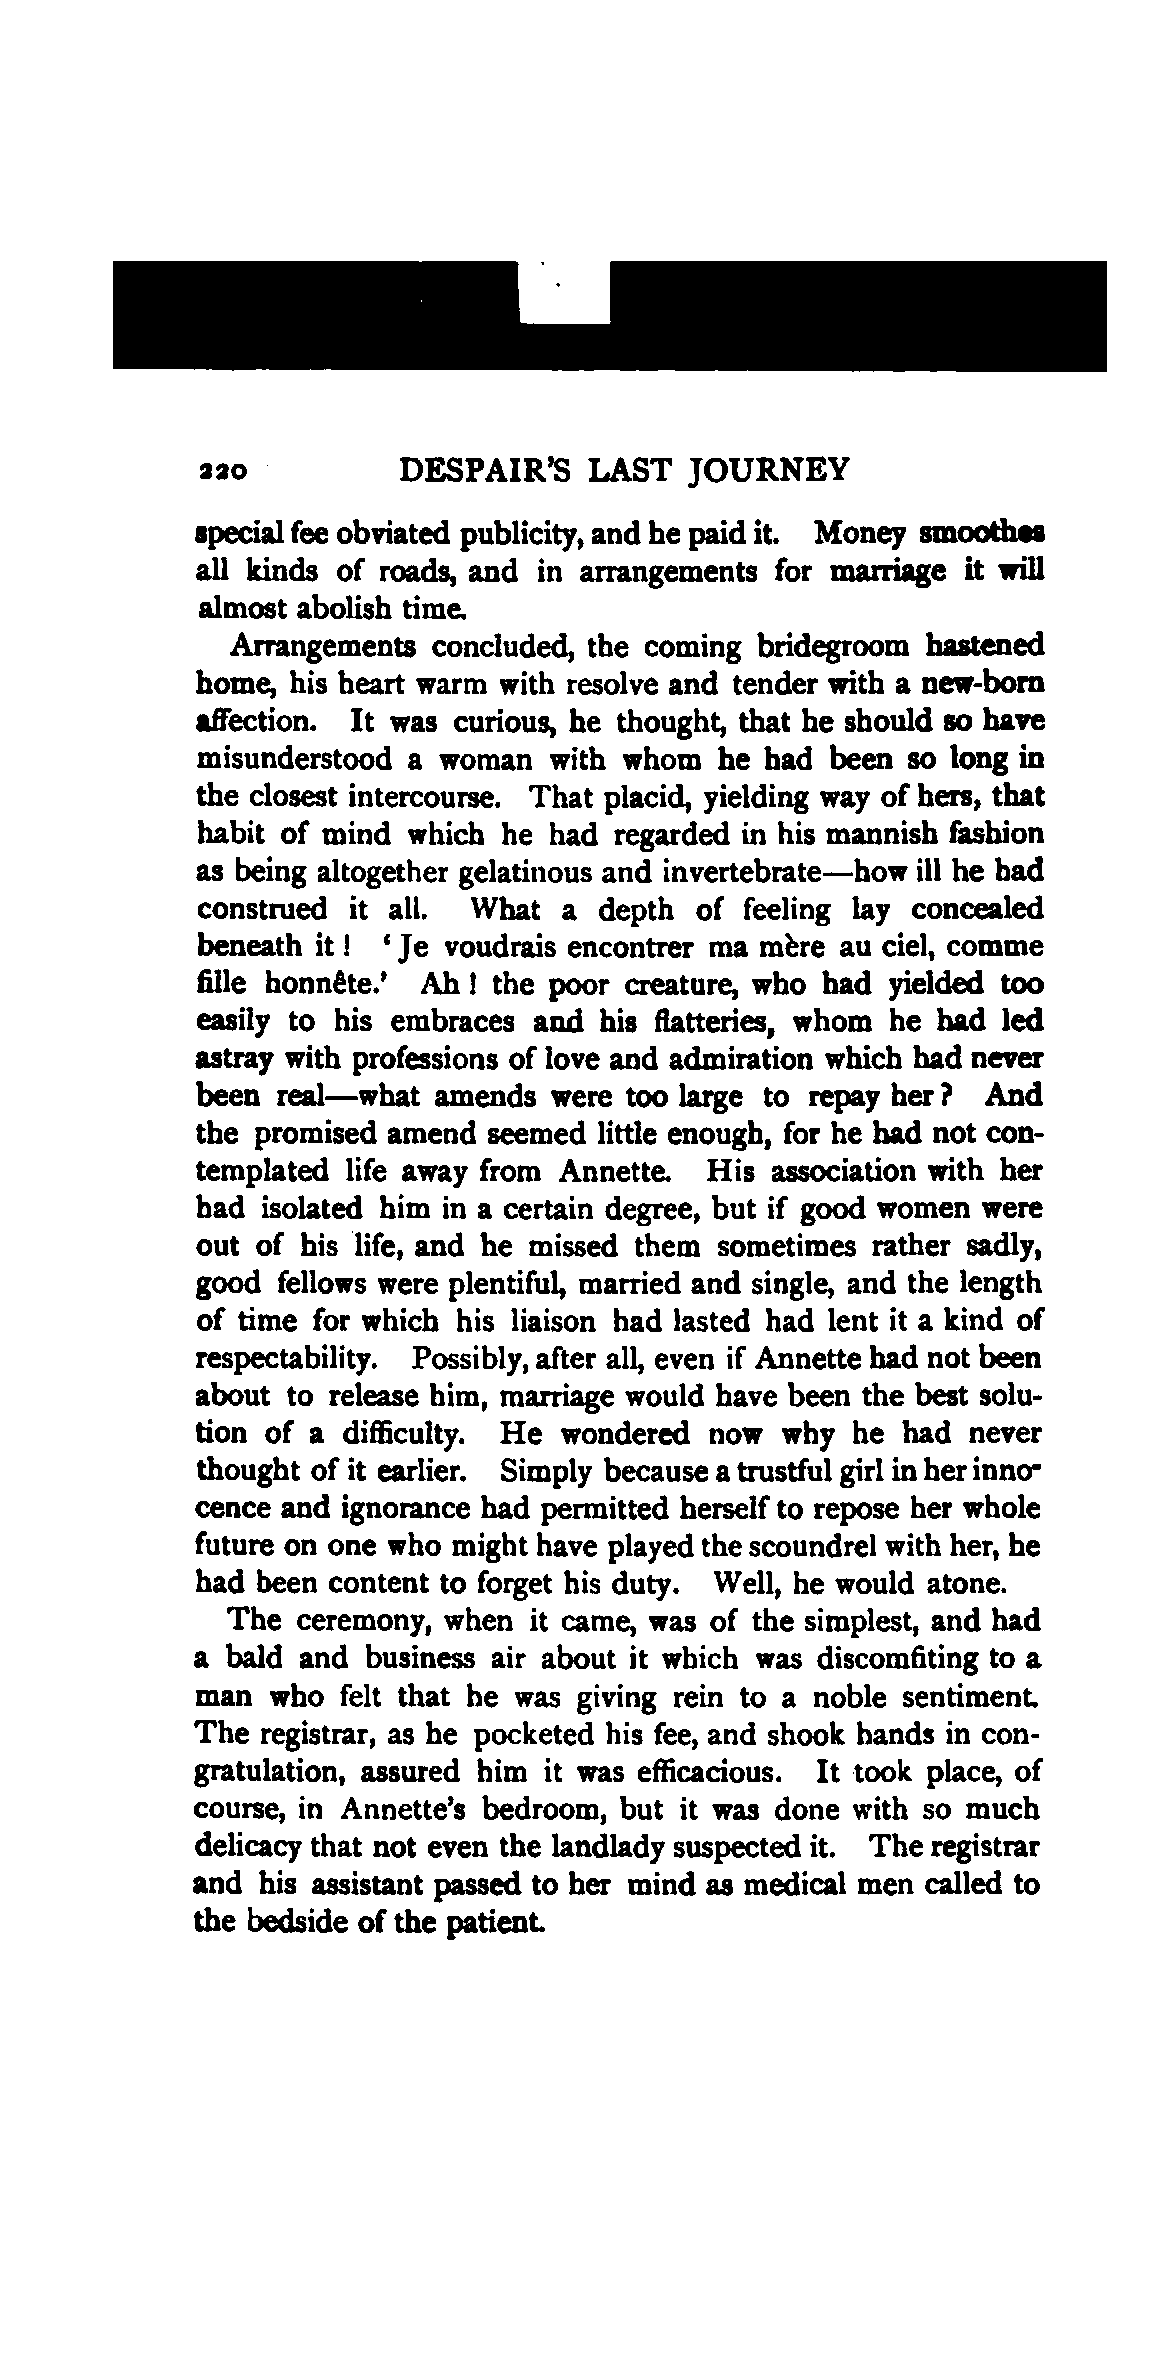 220 DESPAIR'S LAST JOURNEY
special fee obviated publicity, and he paid it. Money smoothes
all kinds of roads, and in arrangements for marriage it will
almost abolish time.
Arrangements concluded, the coming bridegroom hastened
home, his heart warm with resolve and tender with a new-born
affection. It was curious, he thought, that he should so have
misunderstood a woman with whom he had been so long in
the closest intercourse. That placid, yielding way of hers, that
habit of mind which he had regarded in his mannish fashion
as being altogether gelatinous and invertebrate—how ill he had
construed it all. What a depth of feeling lay concealed
beneath it! 'Je voudrais encontrer ma mère au ciel, comme
fille honnête.' Ah! the poor creature, who had yielded too
easily to his embraces and his flatteries, whom he had led
astray with professions of love and admiration which had never
been real—what amends were too large to repay her? And
the promised amend seemed little enough, for he had not con-
templated life away from Annette. His association with her
had isolated him in a certain degree, but if good women were
out of his life, and he missed them sometimes rather sadly,
good fellows were plentiful, married and single, and the length
of time for which his liaison had lasted had lent it a kind of
respectability. Possibly, after all, even if Annette had not been
about to release him, marriage would have been the best solu-
tion of a difficulty. He wondered now why he had never
thought of it earlier. Simply because a trustful girl in her inno-
cence and ignorance had permitted herself to repose her whole
future on one who might have played the scoundrel with her, he
had been content to forget his duty. Well, he would atone.
The ceremony, when it came, was of the simplest, and had
a bald and business air about it which was discomfiting to a
man who felt that he was giving rein to a noble sentiment.
The registrar, as he pocketed his fee, and shook hands in con-
gratulation, assured him it was efficacious. It took place, of
course, in Annette's bedroom, but it was done with so much
delicacy that not even the landlady suspected it. The registrar
and his assistant passed to her mind as medical men called to
the bedside of the patient.